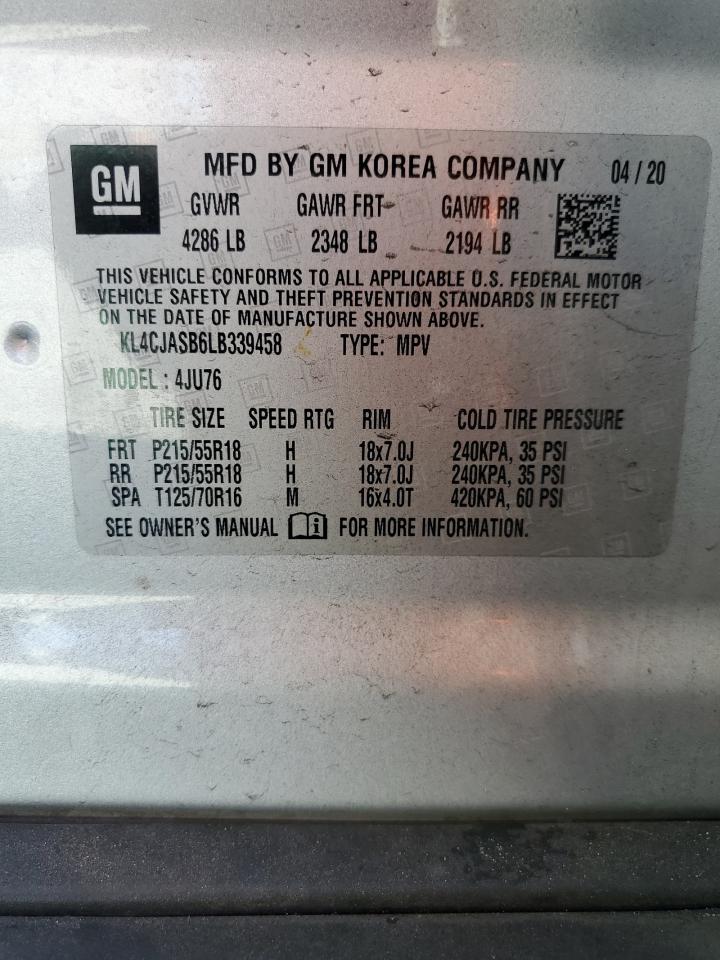 GM
MFD BY GM KOREA COMPANY 04 / 20
GVWR GAWR FRT GAWR RR
4286 LB 2348 LB 2194 LB
THIS VEHICLE CONFORMS TO ALL APPLICABLE U.S. FEDERAL MOTOR
VEHICLE SAFETY AND THEFT PREVENTION STANDARDS IN EFFECT
ON THE DATE OF MANUFACTURE SHOWN ABOVE.
KL4CJASB6LB339458 TYPE: MPV
MODEL : 4JU76
TIRE SIZE SPEED RTG RIM COLD TIRE PRESSURE
FRT P215/55R18 H 18x7.0J 240KPA, 35 PSI
RR P215/55R18 H 18x7.0J 240KPA, 35 PSI
SPA T125/70R16 M 16x4.0T 420KPA, 60 PSI
SEE OWNER'S MANUAL i FOR MORE INFORMATION.